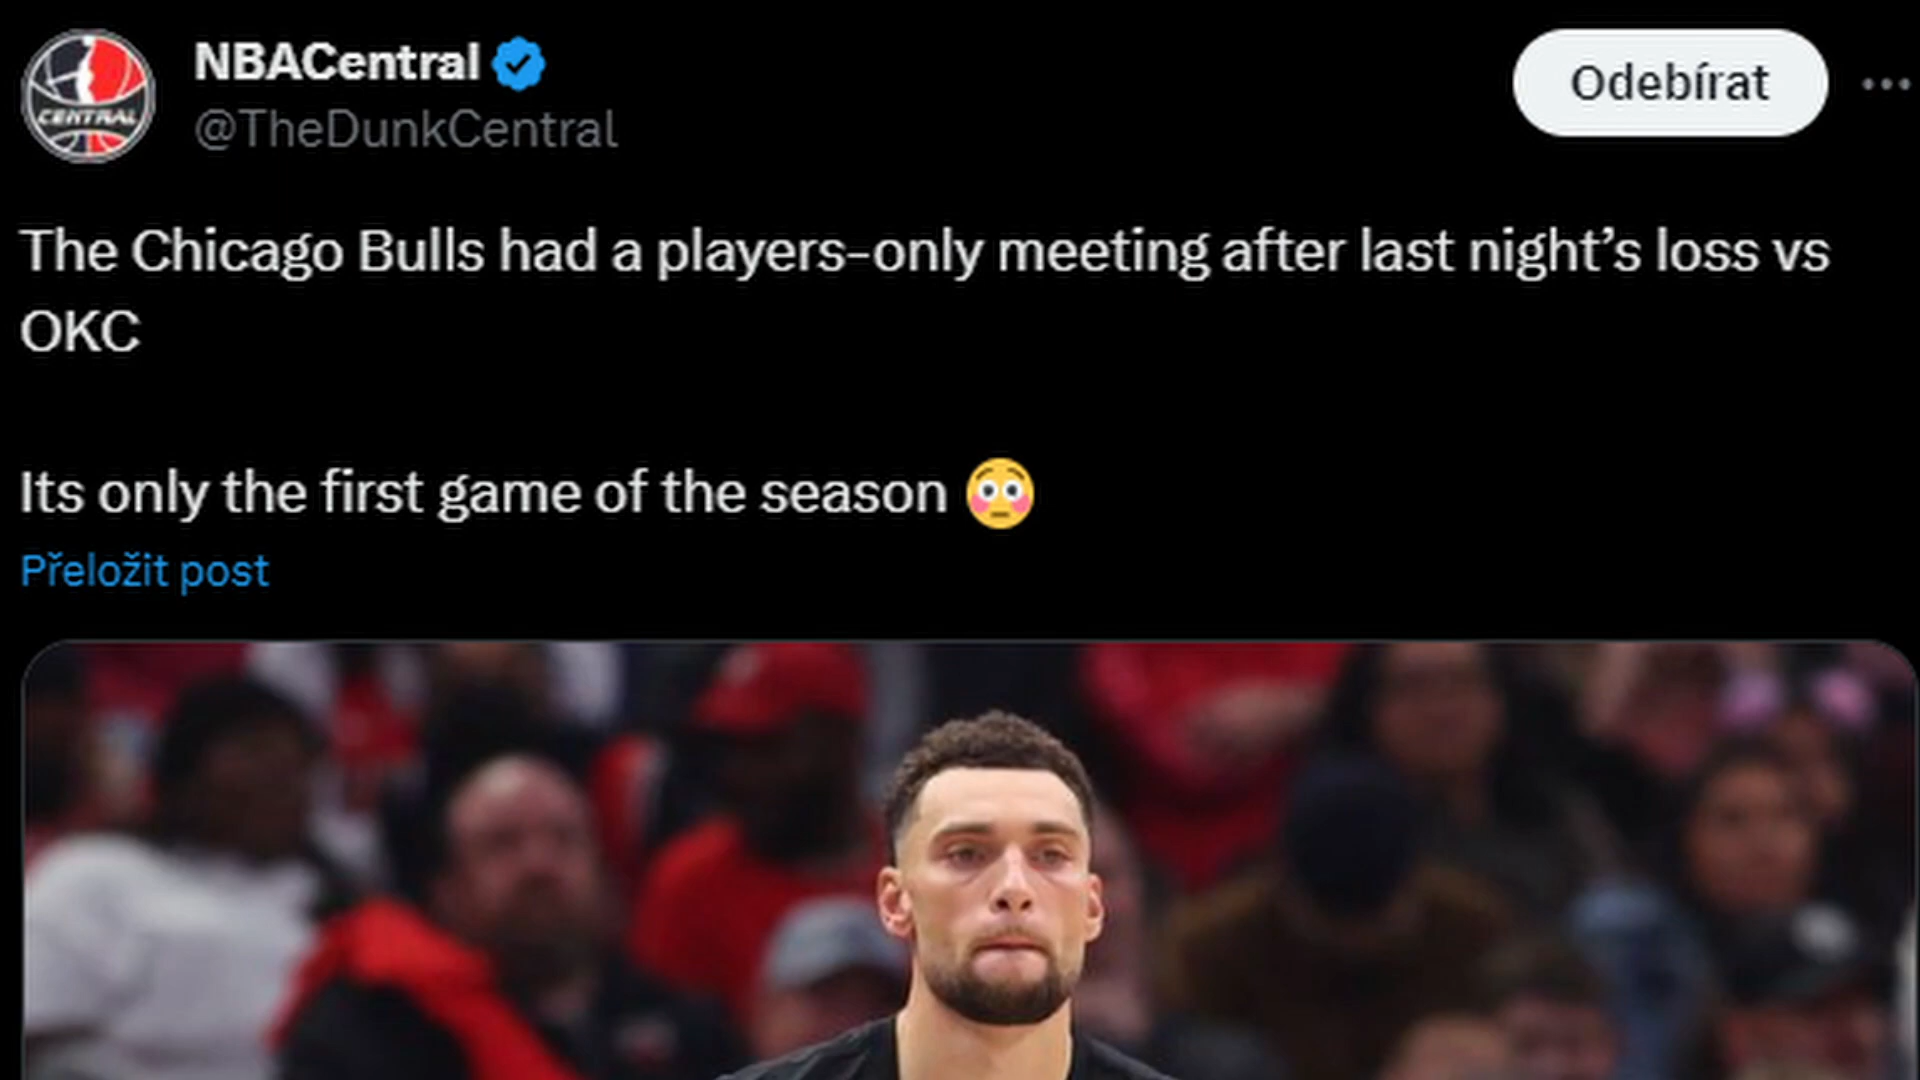 NBACentral
@TheDunkCentral
Odebírat
CENTRAL
The Chicago Bulls had a players-only meeting after last night’s loss vs
OKC
Its only the first game of the season 😳
Přeložit post